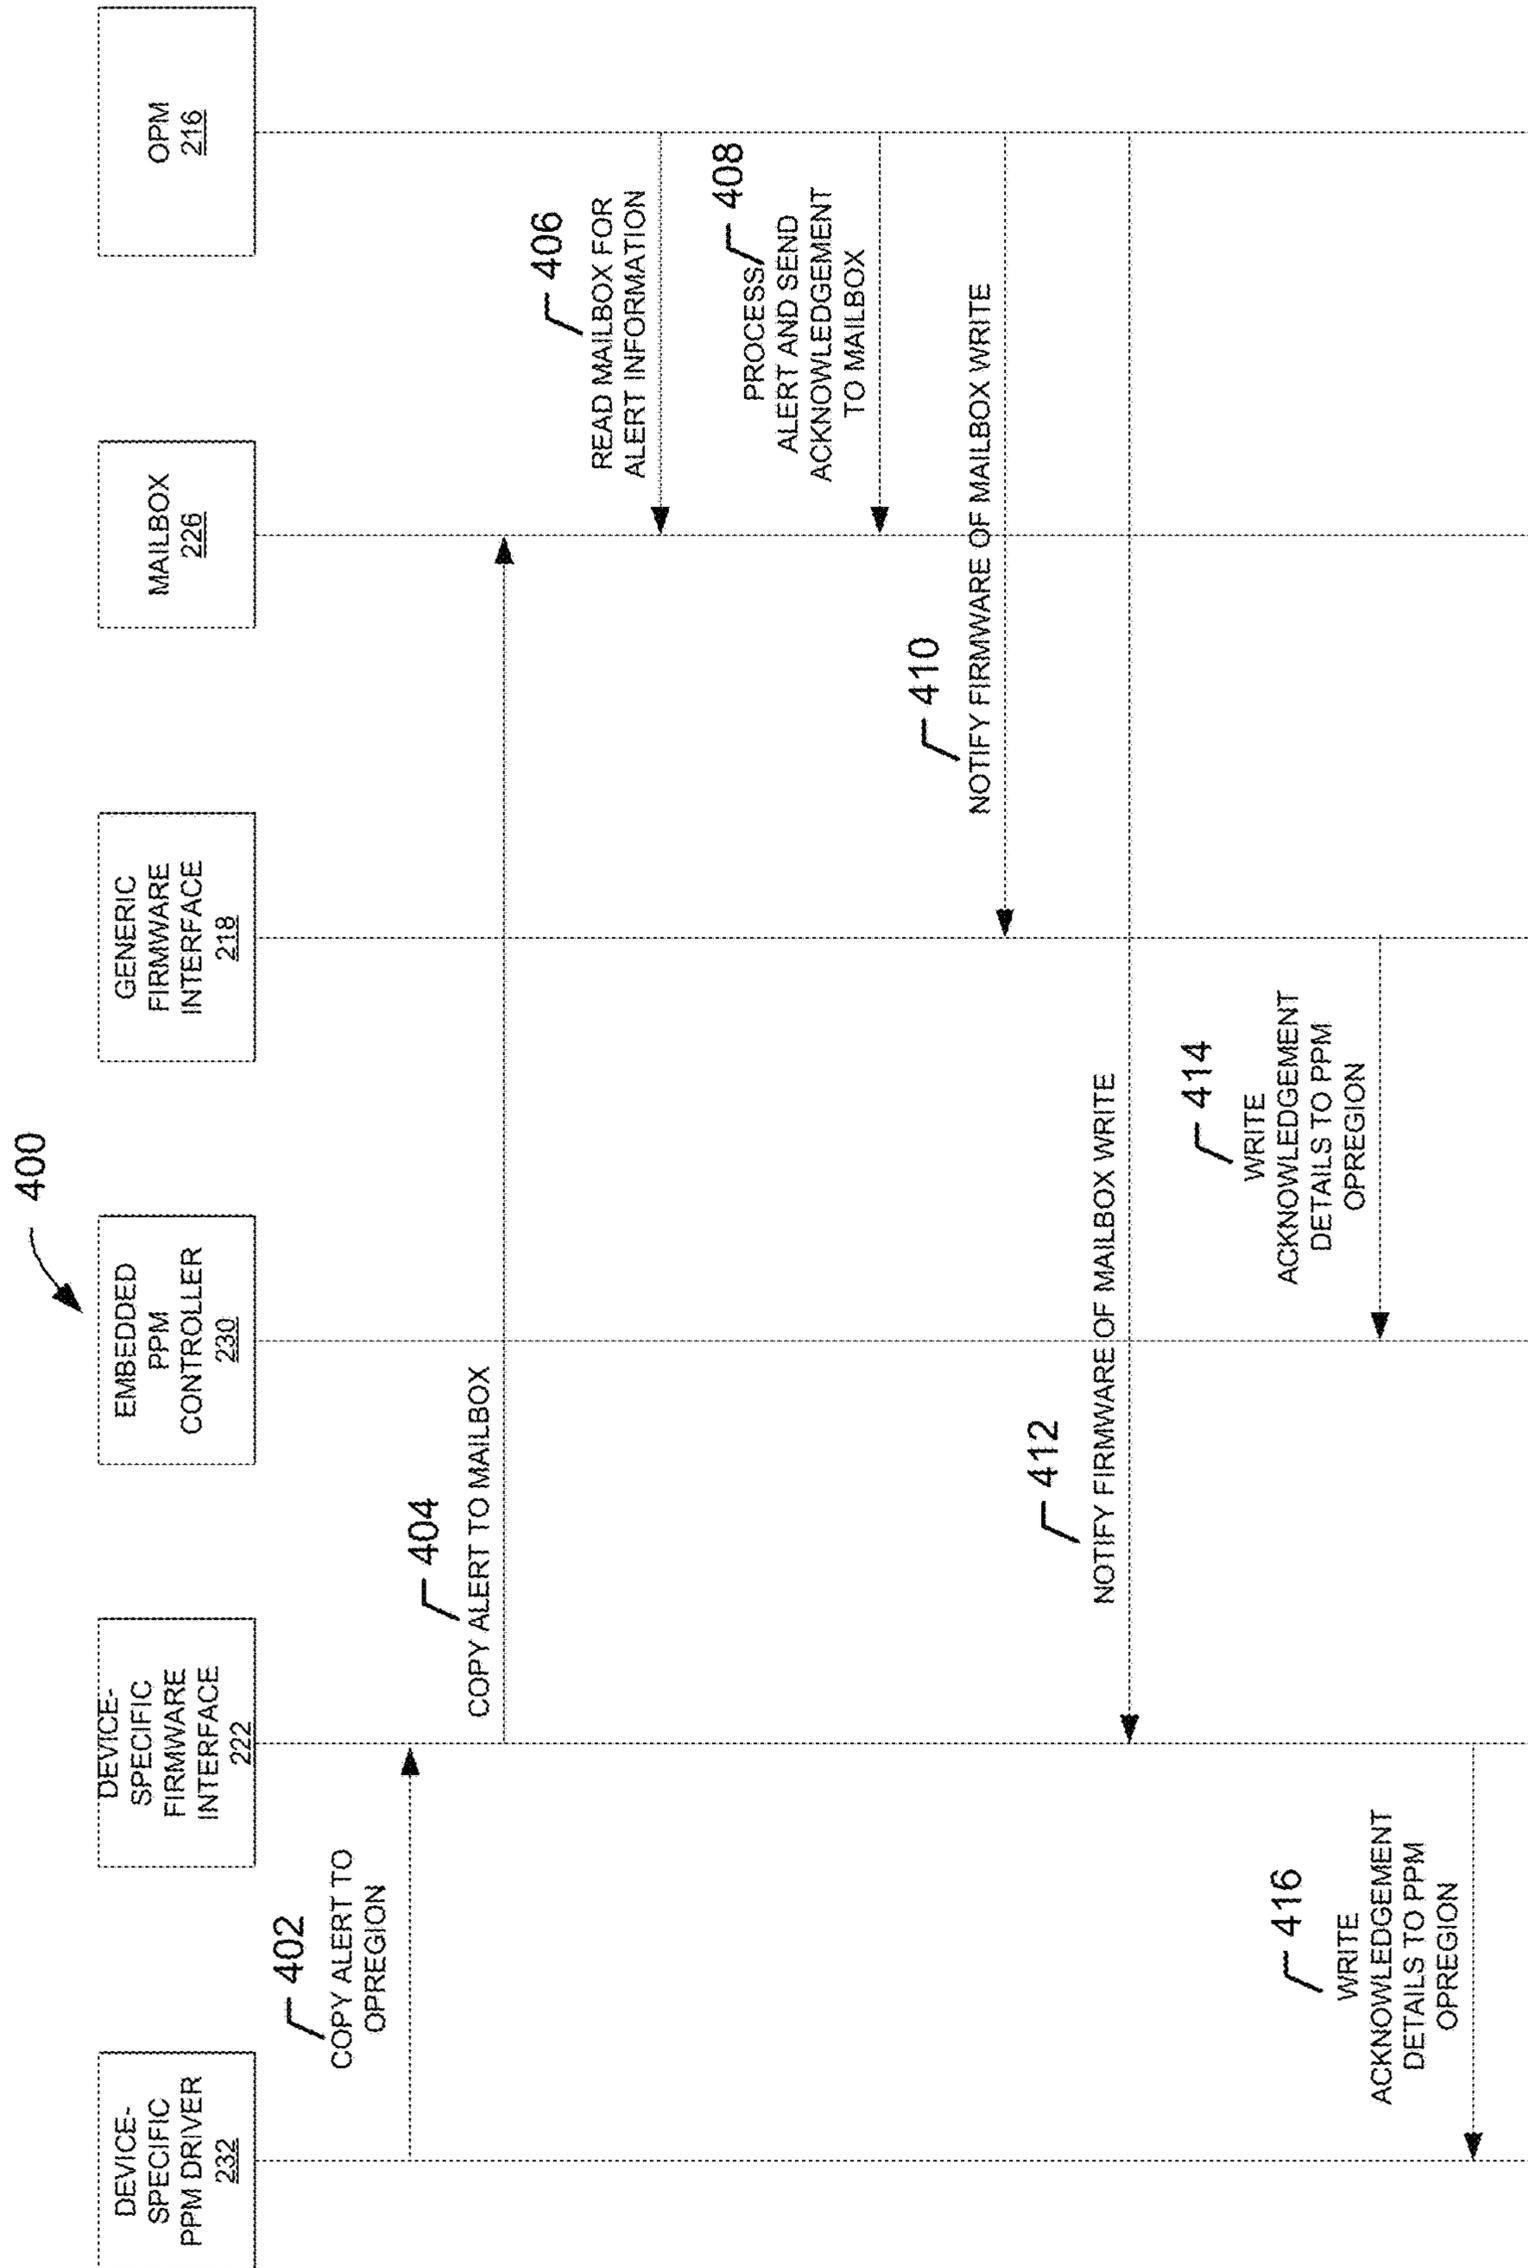 400
DEVICE-
SPECIFIC
PPM DRIVER
232
DEVICE-
SPECIFIC
FIRMWARE
INTERFACE
222
EMBEDDED
PPM
CONTROLLER
230
GENERIC
FIRMWARE
INTERFACE
218
MAILBOX
226
OPM
216
402
COPY ALERT TO
OPREGION
404
COPY ALERT TO MAILBOX
406
READ MAILBOX FOR
ALERT INFORMATION
408
PROCESS
ALERT AND SEND
ACKNOWLEDGEMENT
TO MAILBOX
410
NOTIFY FIRMWARE OF MAILBOX WRITE
412
NOTIFY FIRMWARE OF MAILBOX WRITE
414
WRITE
ACKNOWLEDGEMENT
DETAILS TO PPM
OPREGION
416
WRITE
ACKNOWLEDGEMENT
DETAILS TO PPM
OPREGION